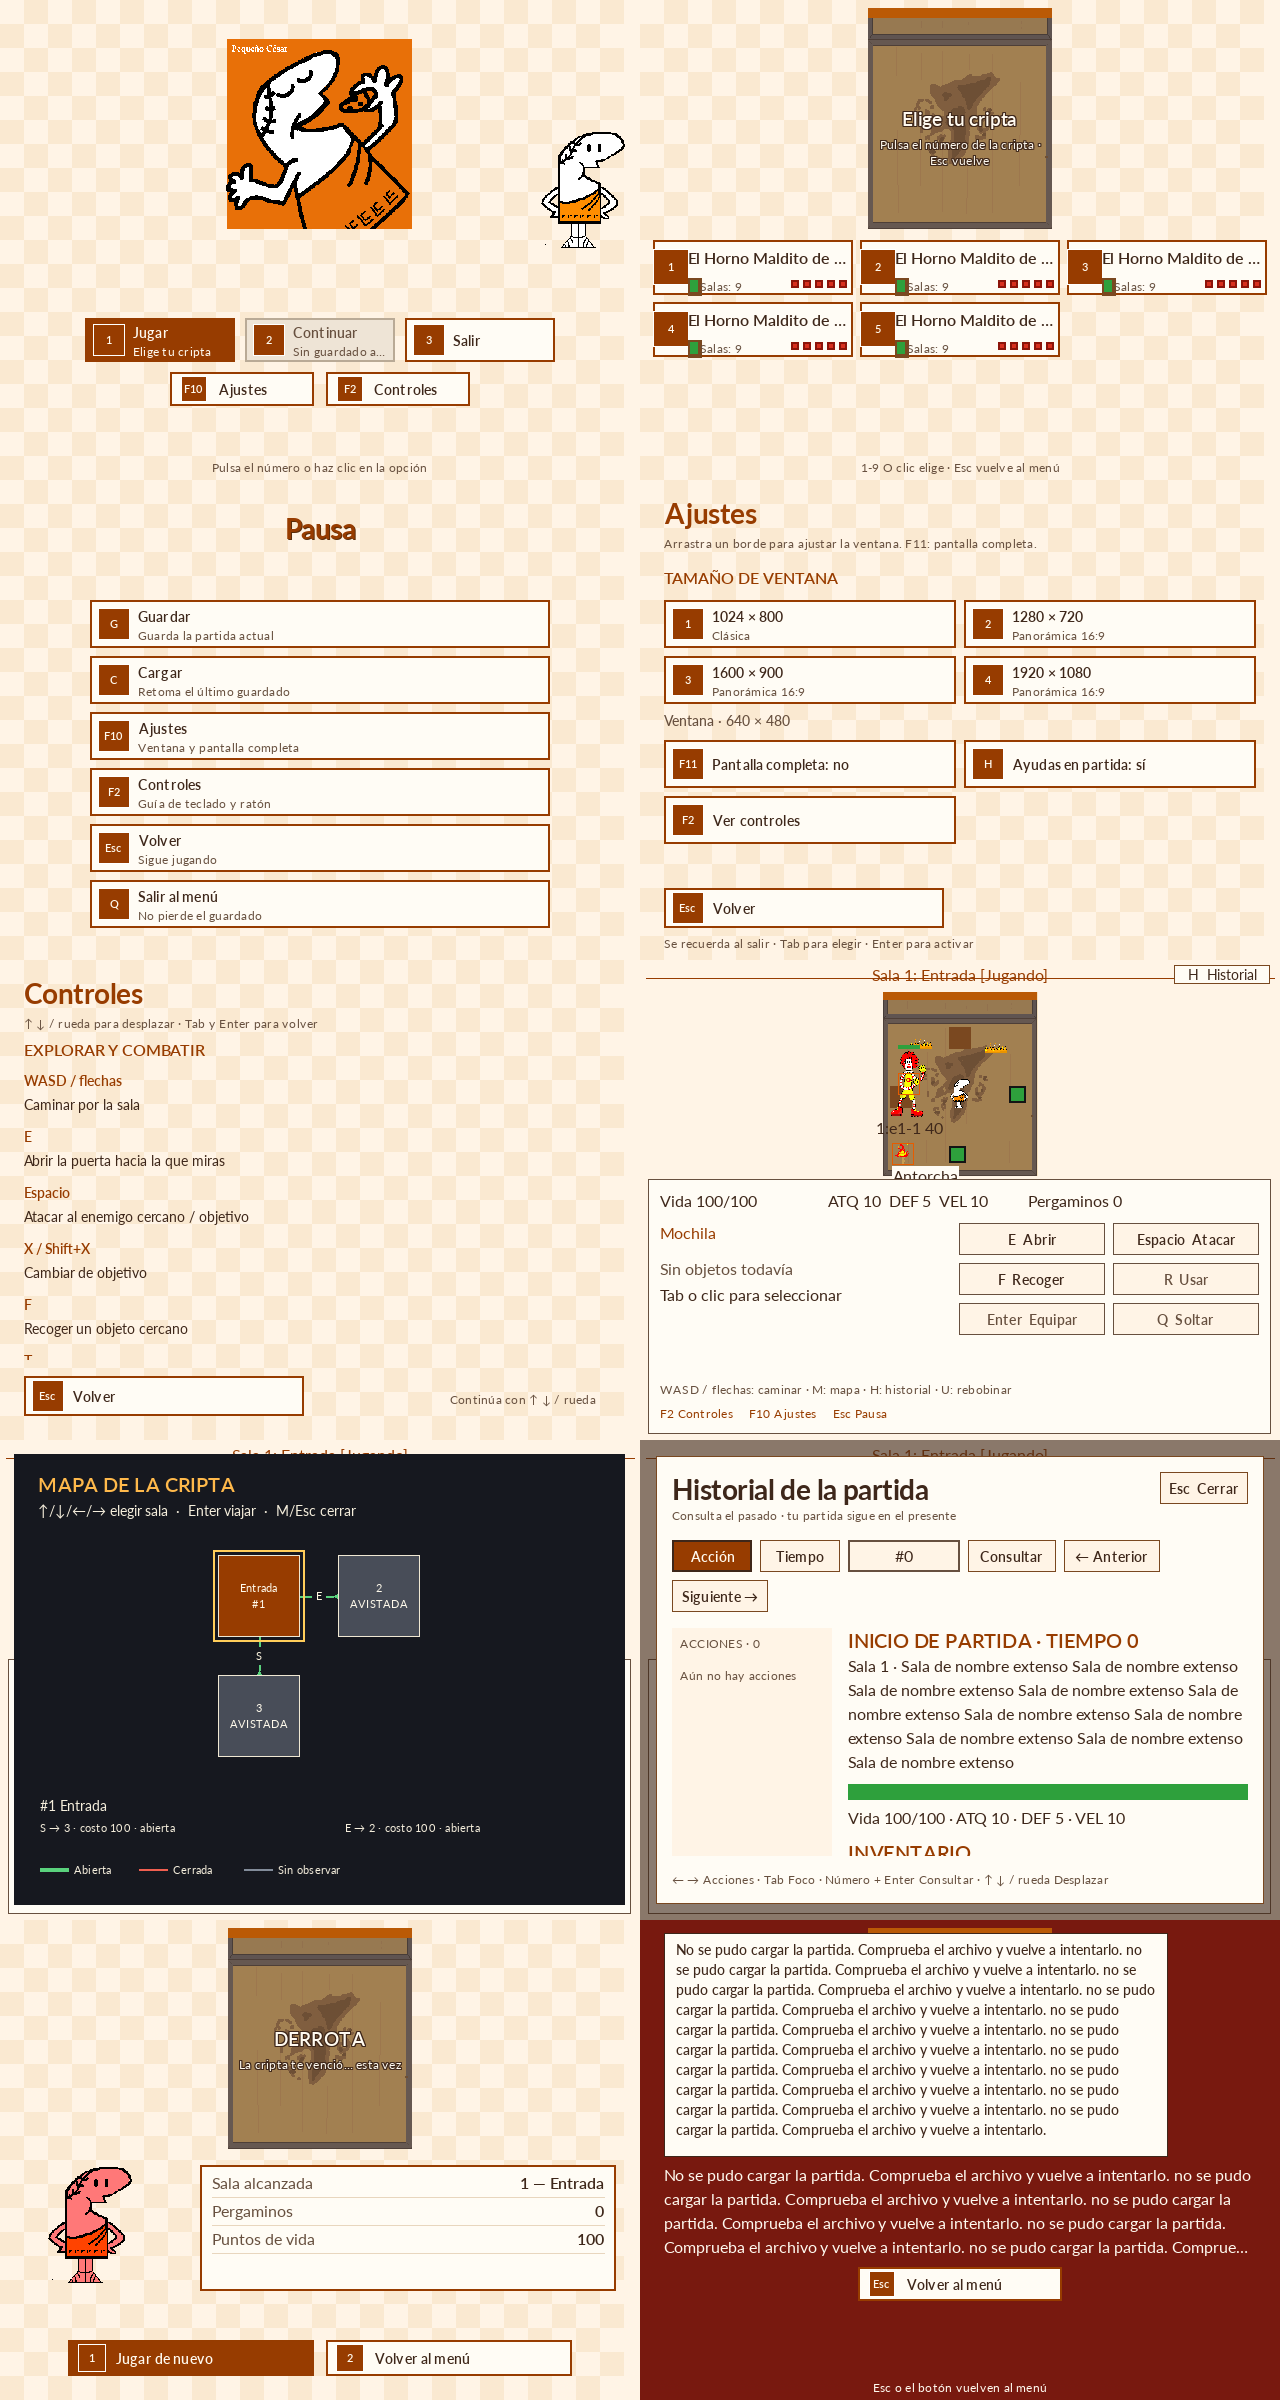 Pequeño César
1 Jugar
Elige tu cripta
2 Continuar
Sin guardado a...
3 Salir
F10 Ajustes
F2 Controles
Pulsa el número o haz clic en la opción
Elige tu cripta
Pulsa el número de la cripta ·
Esc vuelve
1 El Horno Maldito de ...
Salas: 9
2 El Horno Maldito de ...
Salas: 9
3 El Horno Maldito de ...
Salas: 9
4 El Horno Maldito de ...
Salas: 9
5 El Horno Maldito de ...
Salas: 9
1-9 O clic elige · Esc vuelve al menú
Pausa
G Guardar
Guarda la partida actual
C Cargar
Retoma el último guardado
F10 Ajustes
Ventana y pantalla completa
F2 Controles
Guía de teclado y ratón
Esc Volver
Sigue jugando
Q Salir al menú
No pierde el guardado
Ajustes
Arrastra un borde para ajustar la ventana. F11: pantalla completa.
TAMAÑO DE VENTANA
1 1024 × 800
Clásica
2 1280 × 720
Panorámica 16:9
3 1600 × 900
Panorámica 16:9
4 1920 × 1080
Panorámica 16:9
Ventana · 640 × 480
F11 Pantalla completa: no
H Ayudas en partida: sí
F2 Ver controles
Esc Volver
Se recuerda al salir · Tab para elegir · Enter para activar
Controles
↑ ↓ / rueda para desplazar · Tab y Enter para volver
EXPLORAR Y COMBATIR
WASD / flechas
Caminar por la sala
E
Abrir la puerta hacia la que miras
Espacio
Atacar al enemigo cercano / objetivo
X / Shift+X
Cambiar de objetivo
F
Recoger un objeto cercano
Esc Volver
Continúa con ↑ ↓ / rueda
Sala 1: Entrada [Jugando]
H Historial
1:e1-1 40
Antorcha
Vida 100/100 ATQ 10 DEF 5 VEL 10 Pergaminos 0
Mochila
Sin objetos todavía
Tab o clic para seleccionar
E Abrir
Espacio Atacar
F Recoger
R Usar
Enter Equipar
Q Soltar
WASD / flechas: caminar · M: mapa · H: historial · U: rebobinar
F2 Controles F10 Ajustes Esc Pausa
Sala 1: Entrada [Jugando]
MAPA DE LA CRIPTA
↑/↓/←/→ elegir sala · Enter viajar · M/Esc cerrar
Entrada
#1
E
2
AVISTADA
S
3
AVISTADA
#1 Entrada
S → 3 · costo 100 · abierta
E → 2 · costo 100 · abierta
Abierta
Cerrada
Sin observar
Sala 1: Entrada [Jugando]
Historial de la partida
Esc Cerrar
Consulta el pasado · tu partida sigue en el presente
Acción
Tiempo
#0
Consultar
← Anterior
Siguiente →
ACCIONES · 0
Aún no hay acciones
INICIO DE PARTIDA · TIEMPO 0
Sala 1 · Sala de nombre extenso Sala de nombre extenso
Sala de nombre extenso Sala de nombre extenso Sala de
nombre extenso Sala de nombre extenso Sala de nombre
extenso Sala de nombre extenso Sala de nombre extenso
Sala de nombre extenso
Vida 100/100 · ATQ 10 · DEF 5 · VEL 10
INVENTARIO
← → Acciones · Tab Foco · Número + Enter Consultar · ↑ ↓ / rueda Desplazar
DERROTA
La cripta te venció... esta vez
Sala alcanzada 1 — Entrada
Pergaminos 0
Puntos de vida 100
1 Jugar de nuevo
2 Volver al menú
No se pudo cargar la partida. Comprueba el archivo y vuelve a intentarlo. no
se pudo cargar la partida. Comprueba el archivo y vuelve a intentarlo. no se
pudo cargar la partida. Comprueba el archivo y vuelve a intentarlo. no se pudo
cargar la partida. Comprueba el archivo y vuelve a intentarlo. no se pudo
cargar la partida. Comprueba el archivo y vuelve a intentarlo. no se pudo
cargar la partida. Comprueba el archivo y vuelve a intentarlo. no se pudo
cargar la partida. Comprueba el archivo y vuelve a intentarlo. no se pudo
cargar la partida. Comprueba el archivo y vuelve a intentarlo. no se pudo
cargar la partida. Comprueba el archivo y vuelve a intentarlo. no se pudo
cargar la partida. Comprueba el archivo y vuelve a intentarlo.
No se pudo cargar la partida. Comprueba el archivo y vuelve a intentarlo. no se pudo
cargar la partida. Comprueba el archivo y vuelve a intentarlo. no se pudo cargar la
partida. Comprueba el archivo y vuelve a intentarlo. no se pudo cargar la partida.
Comprueba el archivo y vuelve a intentarlo. no se pudo cargar la partida. Comprue...
Esc Volver al menú
Esc o el botón vuelven al menú